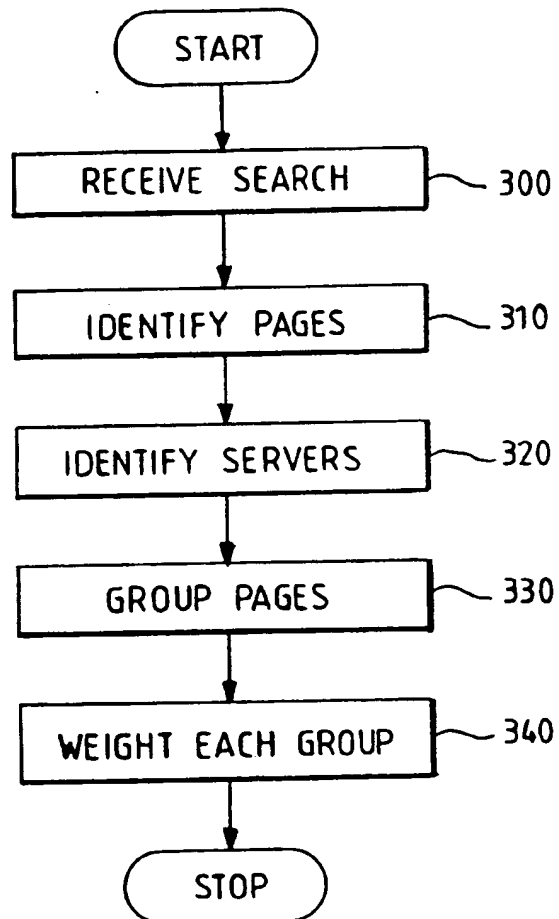 START
RECEIVE SEARCH 300
IDENTIFY PAGES 310
IDENTIFY SERVERS 320
GROUP PAGES 330
WEIGHT EACH GROUP 340
STOP